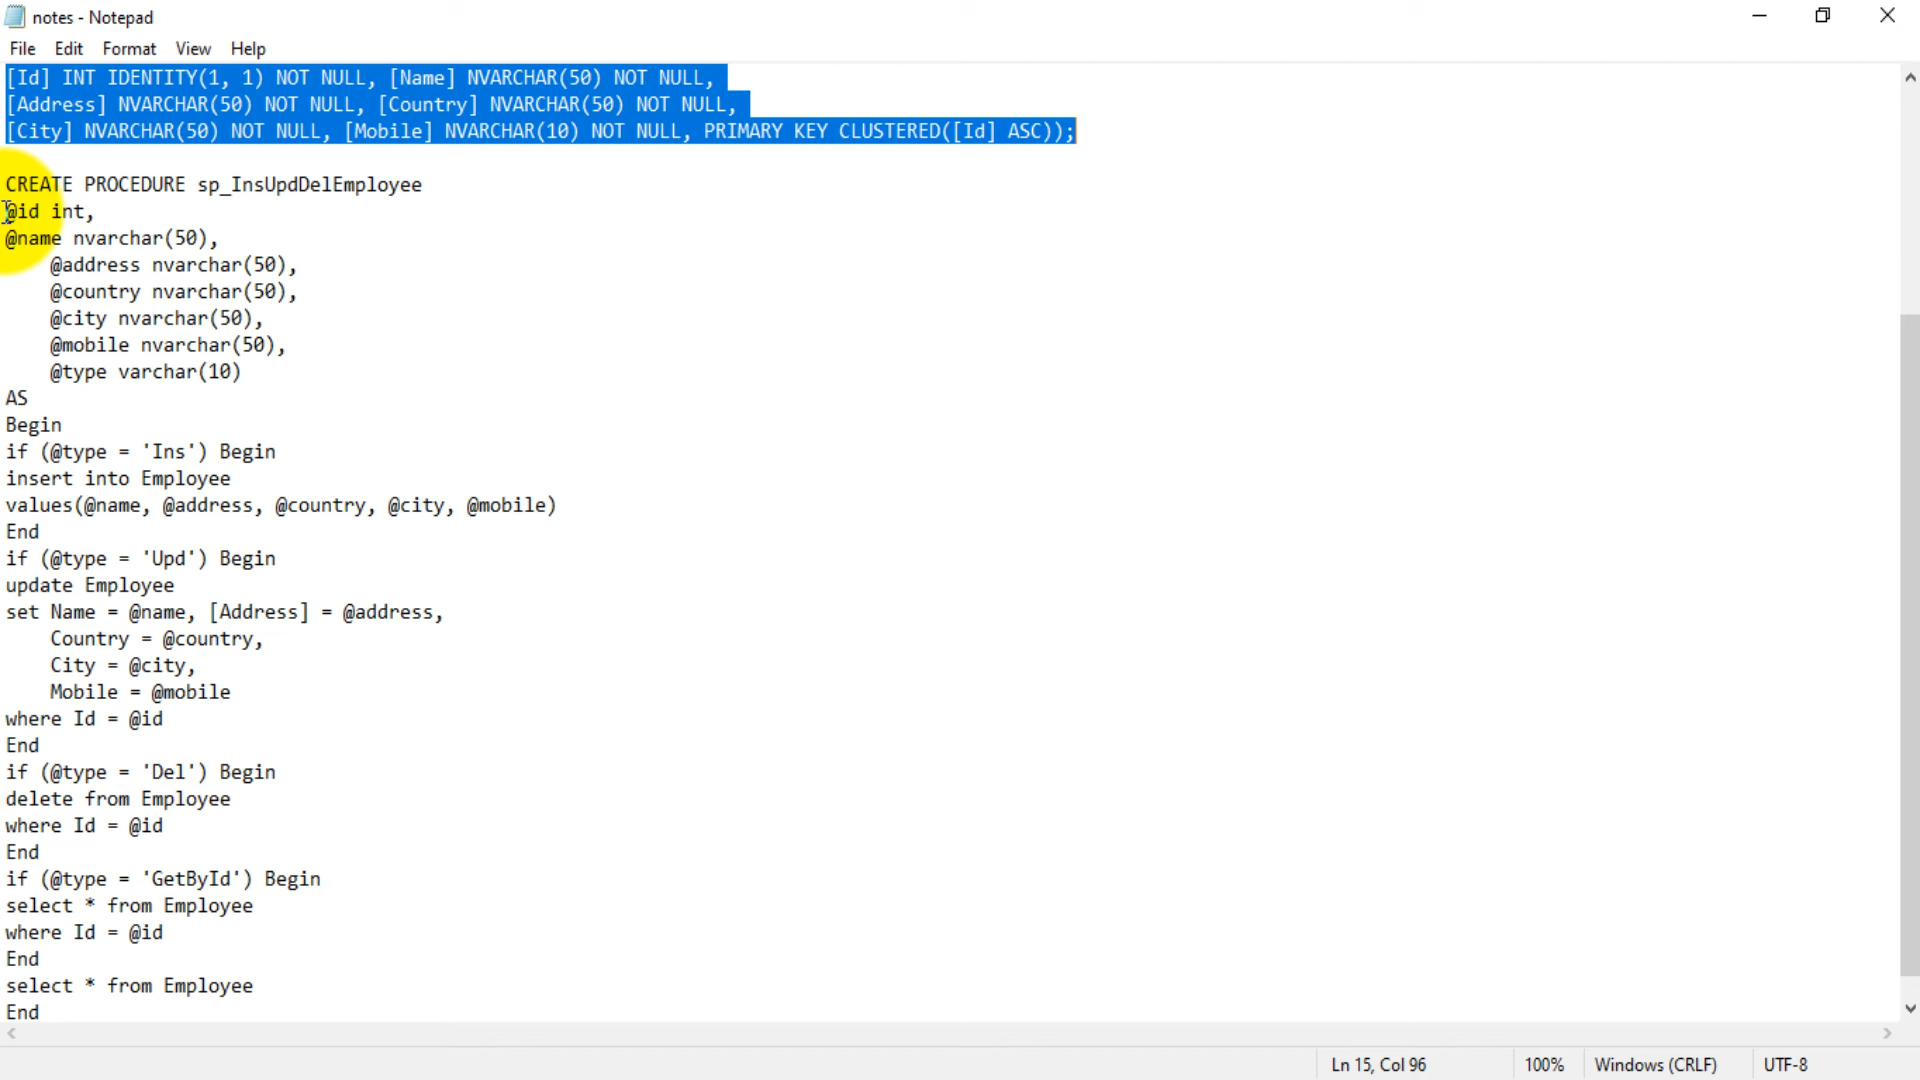 notes - Notepad
File Edit Format View Help
[Id] INT IDENTITY(1, 1) NOT NULL, [Name] NVARCHAR(50) NOT NULL,
[Address] NVARCHAR(50) NOT NULL, [Country] NVARCHAR(50) NOT NULL,
[City] NVARCHAR(50) NOT NULL, [Mobile] NVARCHAR(10) NOT NULL, PRIMARY KEY CLUSTERED([Id] ASC));
CREATE PROCEDURE sp_InsUpdDelEmployee
@id int,
@name nvarchar(50),
@address nvarchar(50),
@country nvarchar(50),
@city nvarchar(50),
@mobile nvarchar(50),
@type varchar(10)
AS
Begin
if (@type = 'Ins') Begin
insert into Employee
values(@name, @address, @country, @city, @mobile)
End
if (@type = 'Upd') Begin
update Employee
set Name = @name, [Address] = @address,
Country = @country,
City = @city,
Mobile = @mobile
where Id = @id
End
if (@type = 'Del') Begin
delete from Employee
where Id = @id
End
if (@type = 'GetById') Begin
select * from Employee
where Id = @id
End
select * from Employee
End
Ln 15, Col 96 100% Windows (CRLF) UTF-8